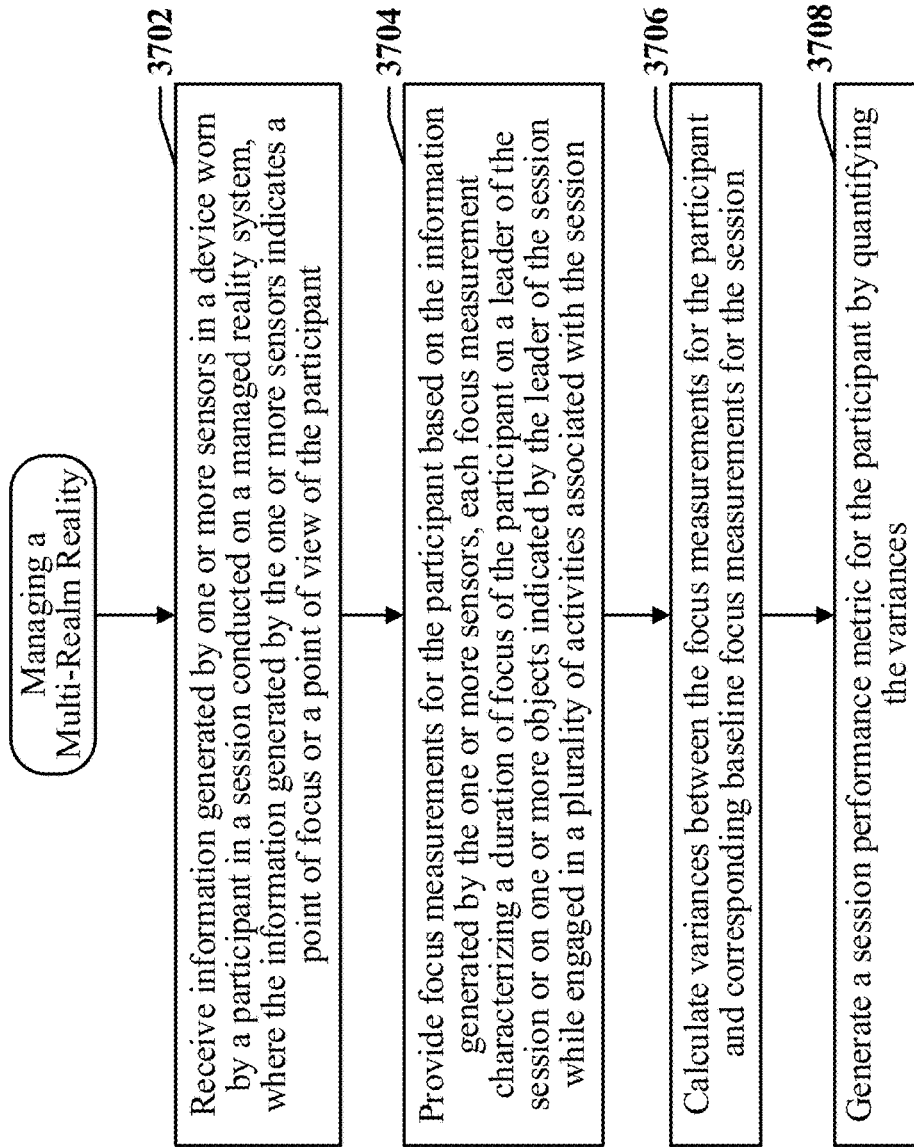 Managing a
Multi-Realm Reality
3702
Receive information generated by one or more sensors in a device worn
by a participant in a session conducted on a managed reality system,
where the information generated by the one or more sensors indicates a
point of focus or a point of view of the participant
3704
Provide focus measurements for the participant based on the information
generated by the one or more sensors, each focus measurement
characterizing a duration of focus of the participant on a leader of the
session or on one or more objects indicated by the leader of the session
while engaged in a plurality of activities associated with the session
3706
Calculate variances between the focus measurements for the participant
and corresponding baseline focus measurements for the session
3708
Generate a session performance metric for the participant by quantifying
the variances